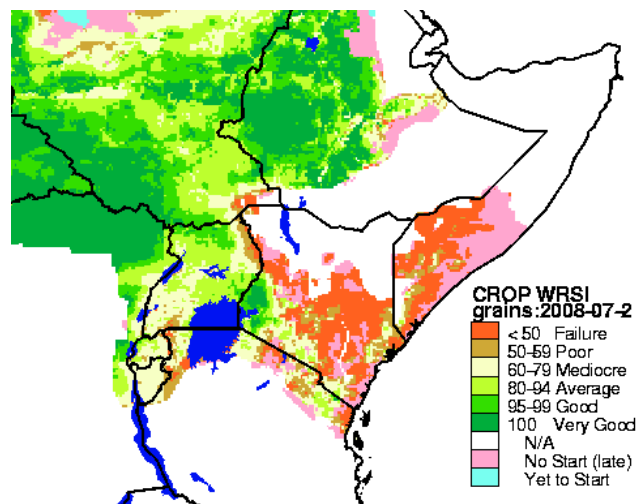 CROP WRSI
grains:2008-07-2
<50 Failure
50-59 Poor
60-79 Mediocre
80-94 Average
95-99 Good
100 Very Good
N/A
No Start (late)
Yet to Start